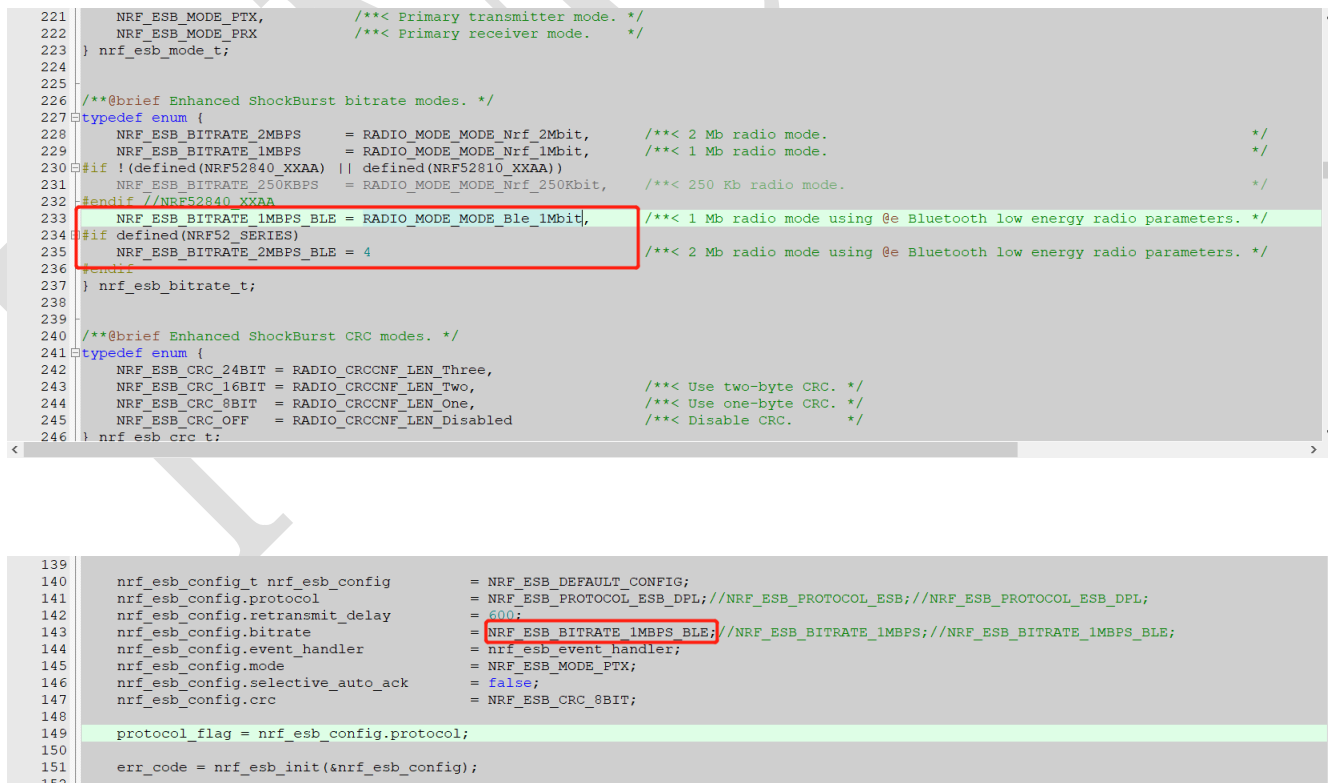 221 NRF_ESB_MODE_PTX, /**< Primary transmitter mode. */
222 NRF_ESB_MODE_PRX /**< Primary receiver mode. */
223 } nrf_esb_mode_t;
224
225
226 /**@brief Enhanced ShockBurst bitrate modes. */
227 typedef enum {
228 NRF_ESB_BITRATE_2MBPS = RADIO_MODE_MODE_Nrf_2Mbit, /**< 2 Mb radio mode. */
229 NRF_ESB_BITRATE_1MBPS = RADIO_MODE_MODE_Nrf_1Mbit, /**< 1 Mb radio mode. */
230 #if !(defined(NRF52840_XXAA) || defined(NRF52810_XXAA))
231 NRF_ESB_BITRATE_250KBPS = RADIO_MODE_MODE_Nrf_250Kbit, /**< 250 Kb radio mode. */
232 #endif //NRF52840_XXAA
233 NRF_ESB_BITRATE_1MBPS_BLE = RADIO_MODE_MODE_Ble_1Mbit, /**< 1 Mb radio mode using @e Bluetooth low energy radio parameters. */
234 #if defined(NRF52_SERIES)
235 NRF_ESB_BITRATE_2MBPS_BLE = 4 /**< 2 Mb radio mode using @e Bluetooth low energy radio parameters. */
236 #endif
237 } nrf_esb_bitrate_t;
238
239
240 /**@brief Enhanced ShockBurst CRC modes. */
241 typedef enum {
242 NRF_ESB_CRC_24BIT = RADIO_CRCCNF_LEN_Three,
243 NRF_ESB_CRC_16BIT = RADIO_CRCCNF_LEN_Two, /**< Use two-byte CRC. */
244 NRF_ESB_CRC_8BIT = RADIO_CRCCNF_LEN_One, /**< Use one-byte CRC. */
245 NRF_ESB_CRC_OFF = RADIO_CRCCNF_LEN_Disabled /**< Disable CRC. */
246 } nrf_esb_crc_t;
139
140 nrf_esb_config_t nrf_esb_config = NRF_ESB_DEFAULT_CONFIG;
141 nrf_esb_config.protocol = NRF_ESB_PROTOCOL_ESB_DPL;//NRF_ESB_PROTOCOL_ESB;//NRF_ESB_PROTOCOL_ESB_DPL;
142 nrf_esb_config.retransmit_delay = 600;
143 nrf_esb_config.bitrate = NRF_ESB_BITRATE_1MBPS_BLE;//NRF_ESB_BITRATE_1MBPS;//NRF_ESB_BITRATE_1MBPS_BLE;
144 nrf_esb_config.event_handler = nrf_esb_event_handler;
145 nrf_esb_config.mode = NRF_ESB_MODE_PTX;
146 nrf_esb_config.selective_auto_ack = false;
147 nrf_esb_config.crc = NRF_ESB_CRC_8BIT;
148
149 protocol_flag = nrf_esb_config.protocol;
150
151 err_code = nrf_esb_init(&nrf_esb_config);
152